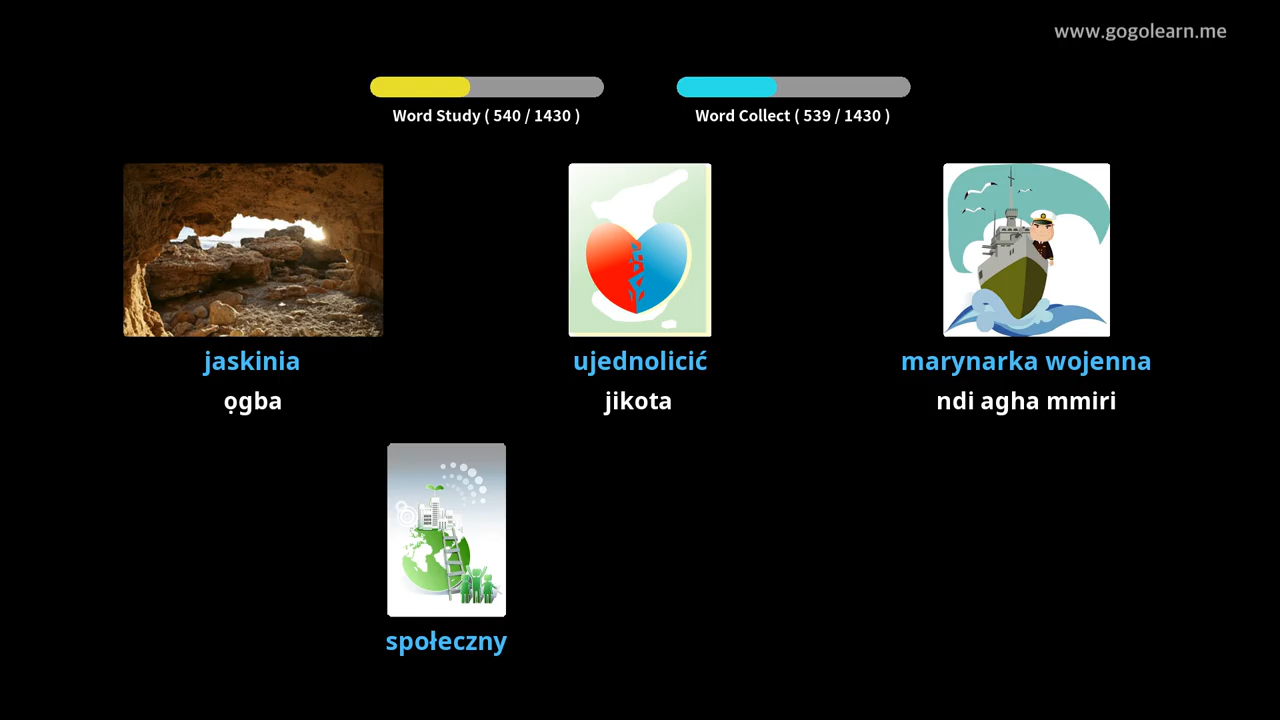 www.gogolearn.me
Word Study ( 540 / 1430 )
Word Collect ( 539 / 1430 )
jaskinia
ọgba
ujednolicić
jikota
marynarka wojenna
ndi agha mmiri
społeczny